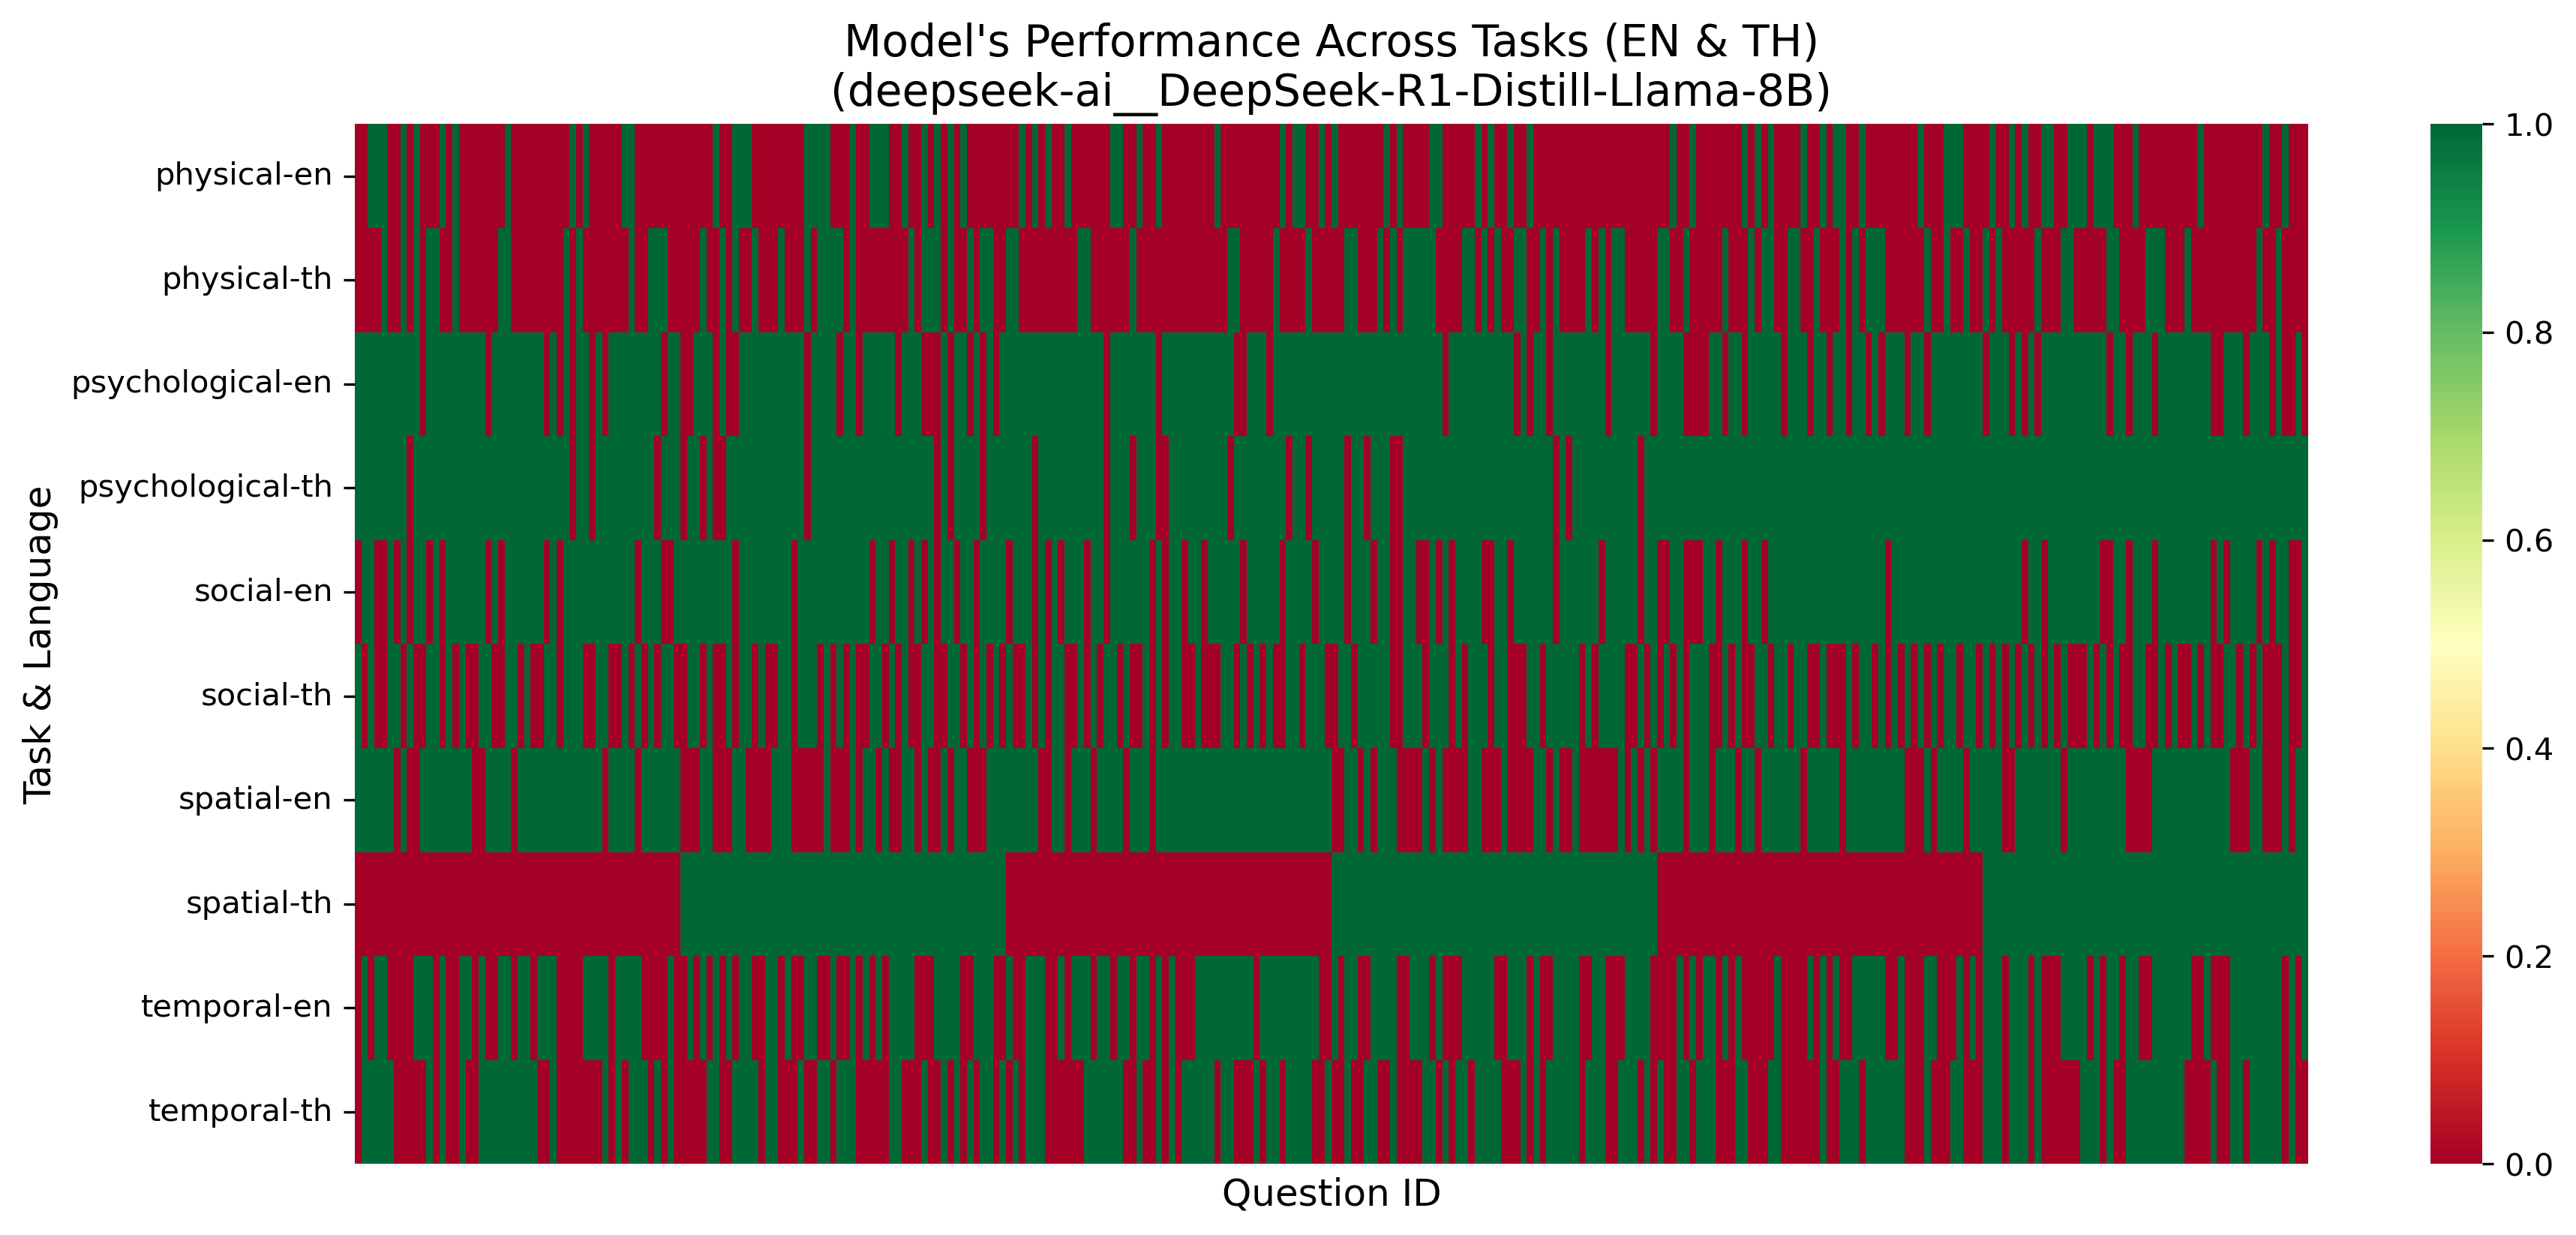 Model's Performance Across Tasks (EN & TH)
(deepseek-ai__DeepSeek-R1-Distill-Llama-8B)
Task & Language
physical-en
physical-th
psychological-en
psychological-th
social-en
social-th
spatial-en
spatial-th
temporal-en
temporal-th
Question ID
1.0
0.8
0.6
0.4
0.2
0.0